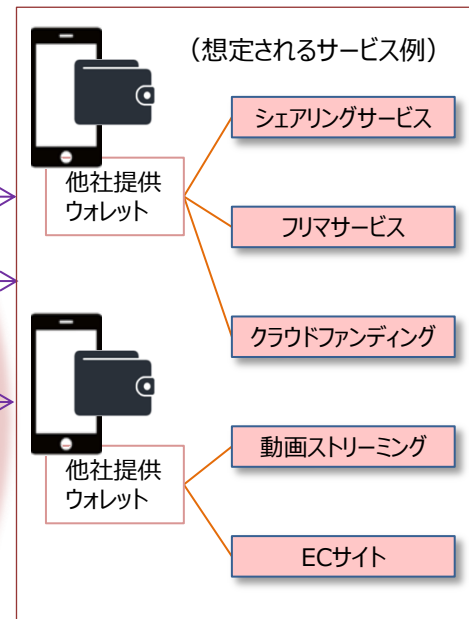 （想定されるサービス例）
シェアリングサービス
他社提供
ウォレット
フリマサービス
クラウドファンディング
動画ストリーミング
他社提供
ウォレット
ECサイト